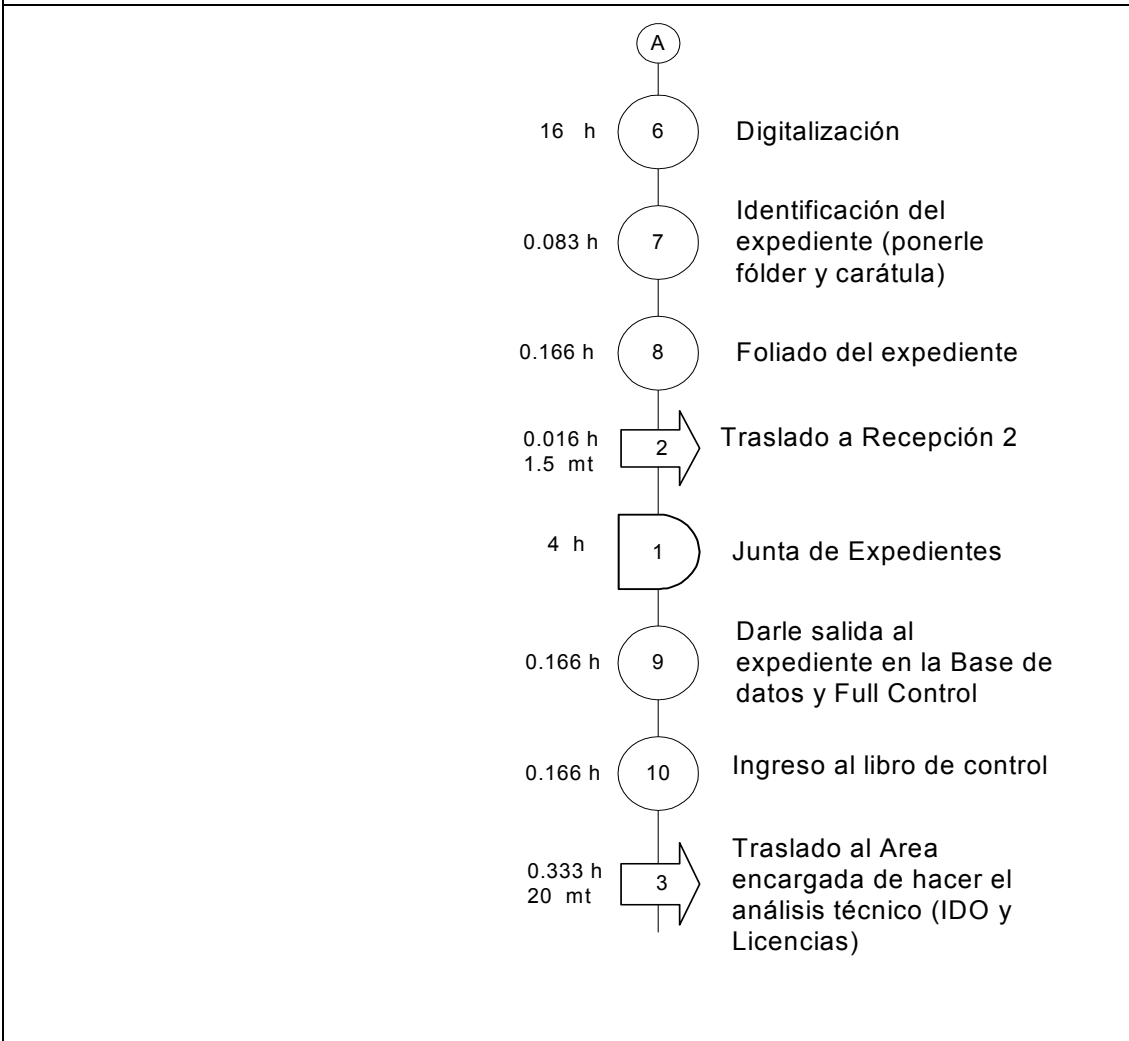 A
16 h
6
Digitalización
0.083 h
7
Identificación del
expediente (ponerle
fólder y carátula)
0.166 h
8
Foliado del expediente
0.016 h
1.5 mt
2
Traslado a Recepción 2
4 h
1
Junta de Expedientes
0.166 h
9
Darle salida al
expediente en la Base de
datos y Full Control
0.166 h
10
Ingreso al libro de control
0.333 h
20 mt
3
Traslado al Area
encargada de hacer el
análisis técnico (IDO y
Licencias)